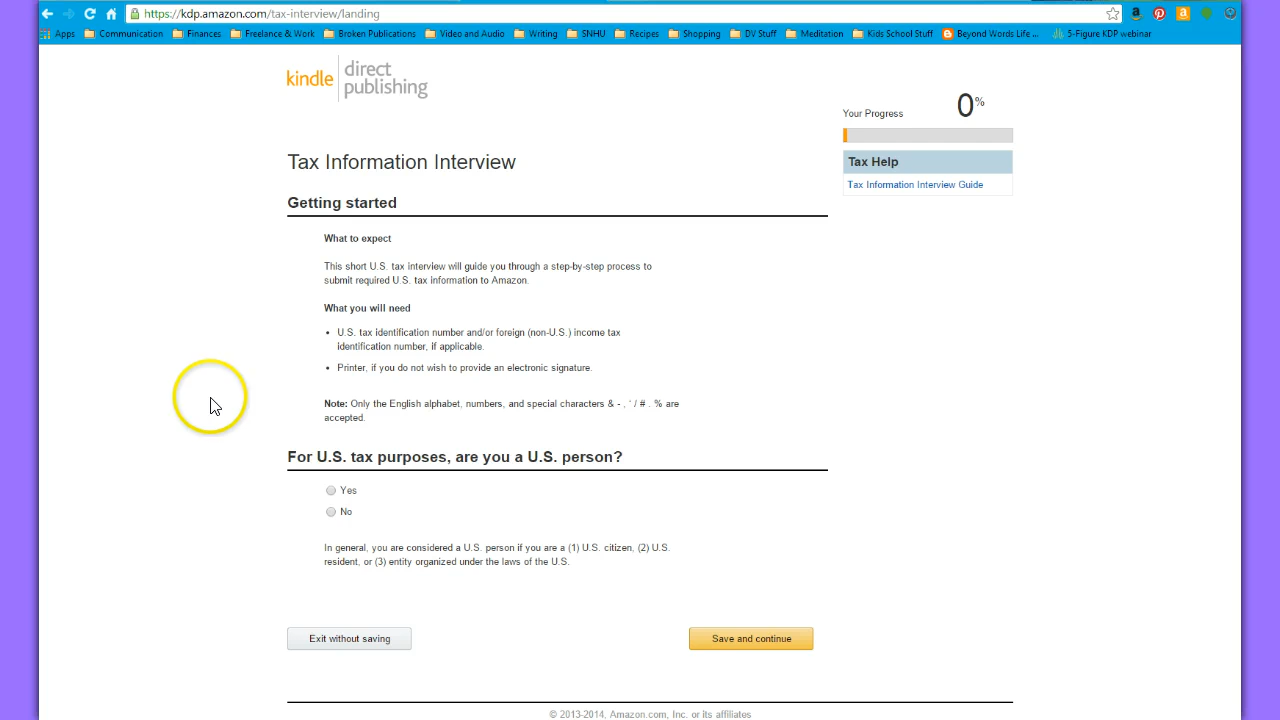 https://kdp.amazon.com/tax-interview/landing
Apps Communication Finances Freelance & Work Broken Publications Video and Audio Writing SNHU Recipes Shopping DV Stuff Meditation Kids School Stuff Beyond Words Life ... 5-Figure KDP webinar
kindle direct publishing
Your Progress 0%
Tax Help
Tax Information Interview Guide
Tax Information Interview
Getting started
What to expect
This short U.S. tax interview will guide you through a step-by-step process to
submit required U.S. tax information to Amazon.
What you will need
• U.S. tax identification number and/or foreign (non-U.S.) income tax
identification number, if applicable.
• Printer, if you do not wish to provide an electronic signature.
Note: Only the English alphabet, numbers, and special characters & - , ' / # . % are
accepted.
For U.S. tax purposes, are you a U.S. person?
Yes
No
In general, you are considered a U.S. person if you are a (1) U.S. citizen, (2) U.S.
resident, or (3) entity organized under the laws of the U.S.
Exit without saving
Save and continue
© 2013-2014, Amazon.com, Inc. or its affiliates